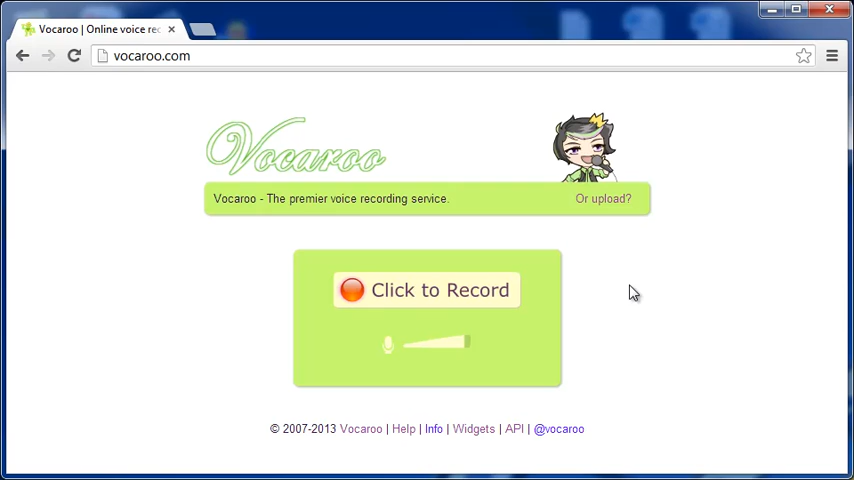 Vocaroo | Online voice rec
vocaroo.com
Vocaroo
Vocaroo - The premier voice recording service.
Or upload?
Click to Record
© 2007-2013 Vocaroo | Help | Info | Widgets | API | @vocaroo